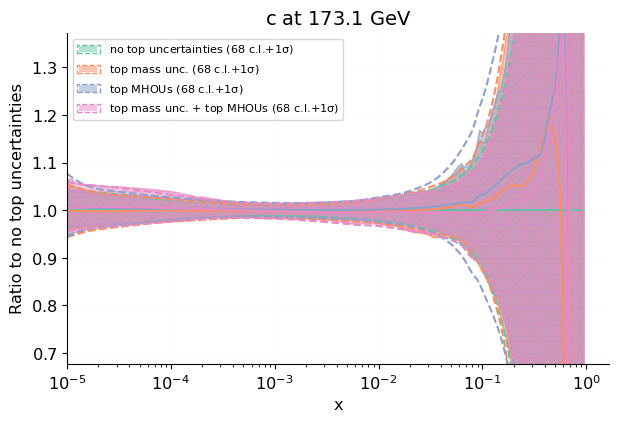 c at 173.1 GeV
no top uncertainties (68 c.l.+1σ)
top mass unc. (68 c.l.+1σ)
top MHOUs (68 c.l.+1σ)
top mass unc. + top MHOUs (68 c.l.+1σ)
Ratio to no top uncertainties
1.3
1.2
1.1
1.0
0.9
0.8
0.7
10⁻⁵ 10⁻⁴ 10⁻³ 10⁻² 10⁻¹ 10⁰
x